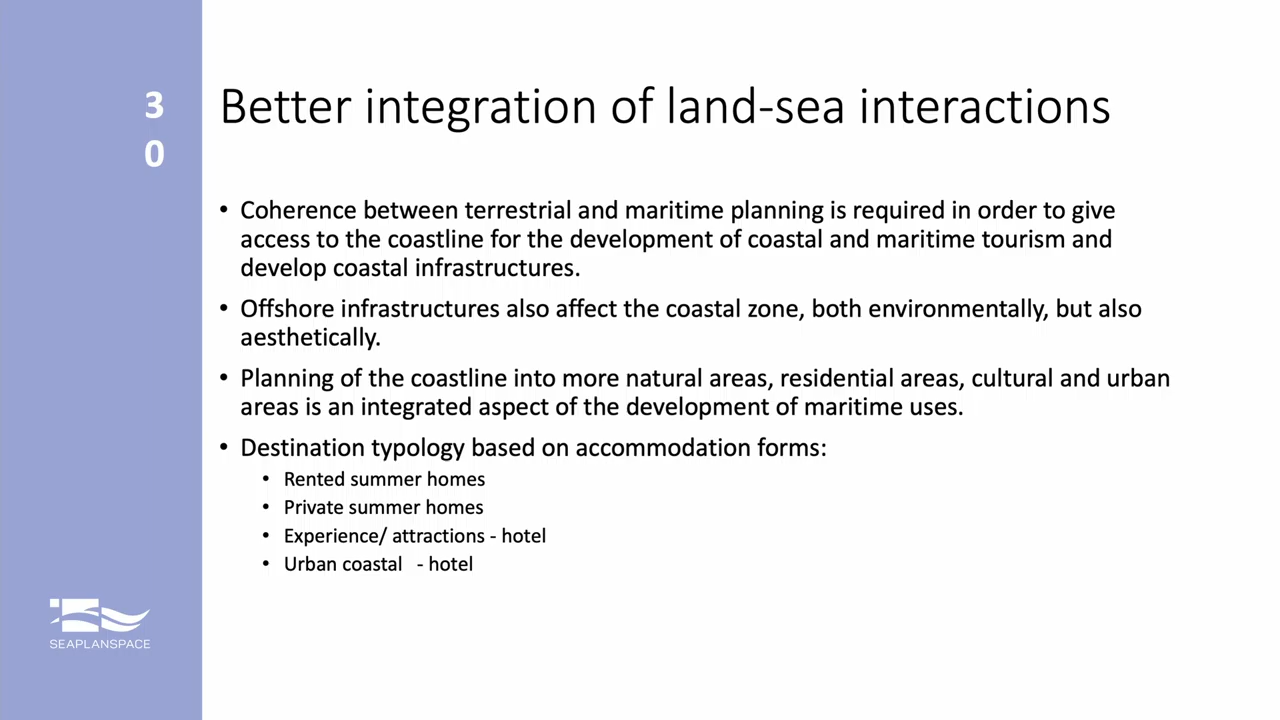 3
0
Better integration of land-sea interactions
• Coherence between terrestrial and maritime planning is required in order to give
access to the coastline for the development of coastal and maritime tourism and
develop coastal infrastructures.
• Offshore infrastructures also affect the coastal zone, both environmentally, but also
aesthetically.
• Planning of the coastline into more natural areas, residential areas, cultural and urban
areas is an integrated aspect of the development of maritime uses.
• Destination typology based on accommodation forms:
• Rented summer homes
• Private summer homes
• Experience/ attractions - hotel
• Urban coastal - hotel
SEAPLANSPACE